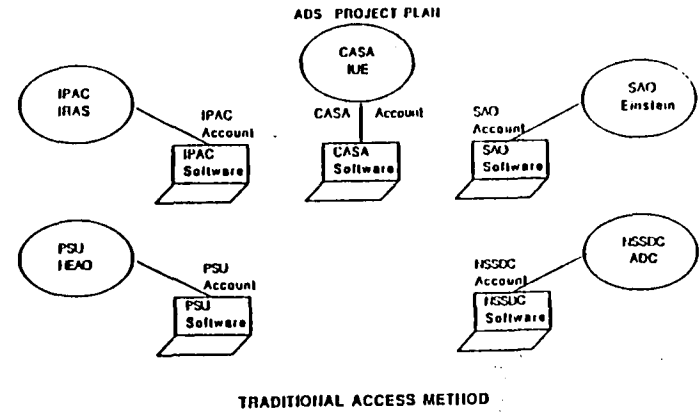 ADS PROJECT PLAN
CASA
IUE
CASA Account
CASA
Software
IPAC
IRAS
IPAC
Account
IPAC
Software
SAO
Einstein
SAO
Account
SAO
Software
PSU
HEAO
PSU
Account
PSU
Software
NSSDC
ADC
NSSDC
Account
NSSDC
Software
TRADITIONAL ACCESS METHOD